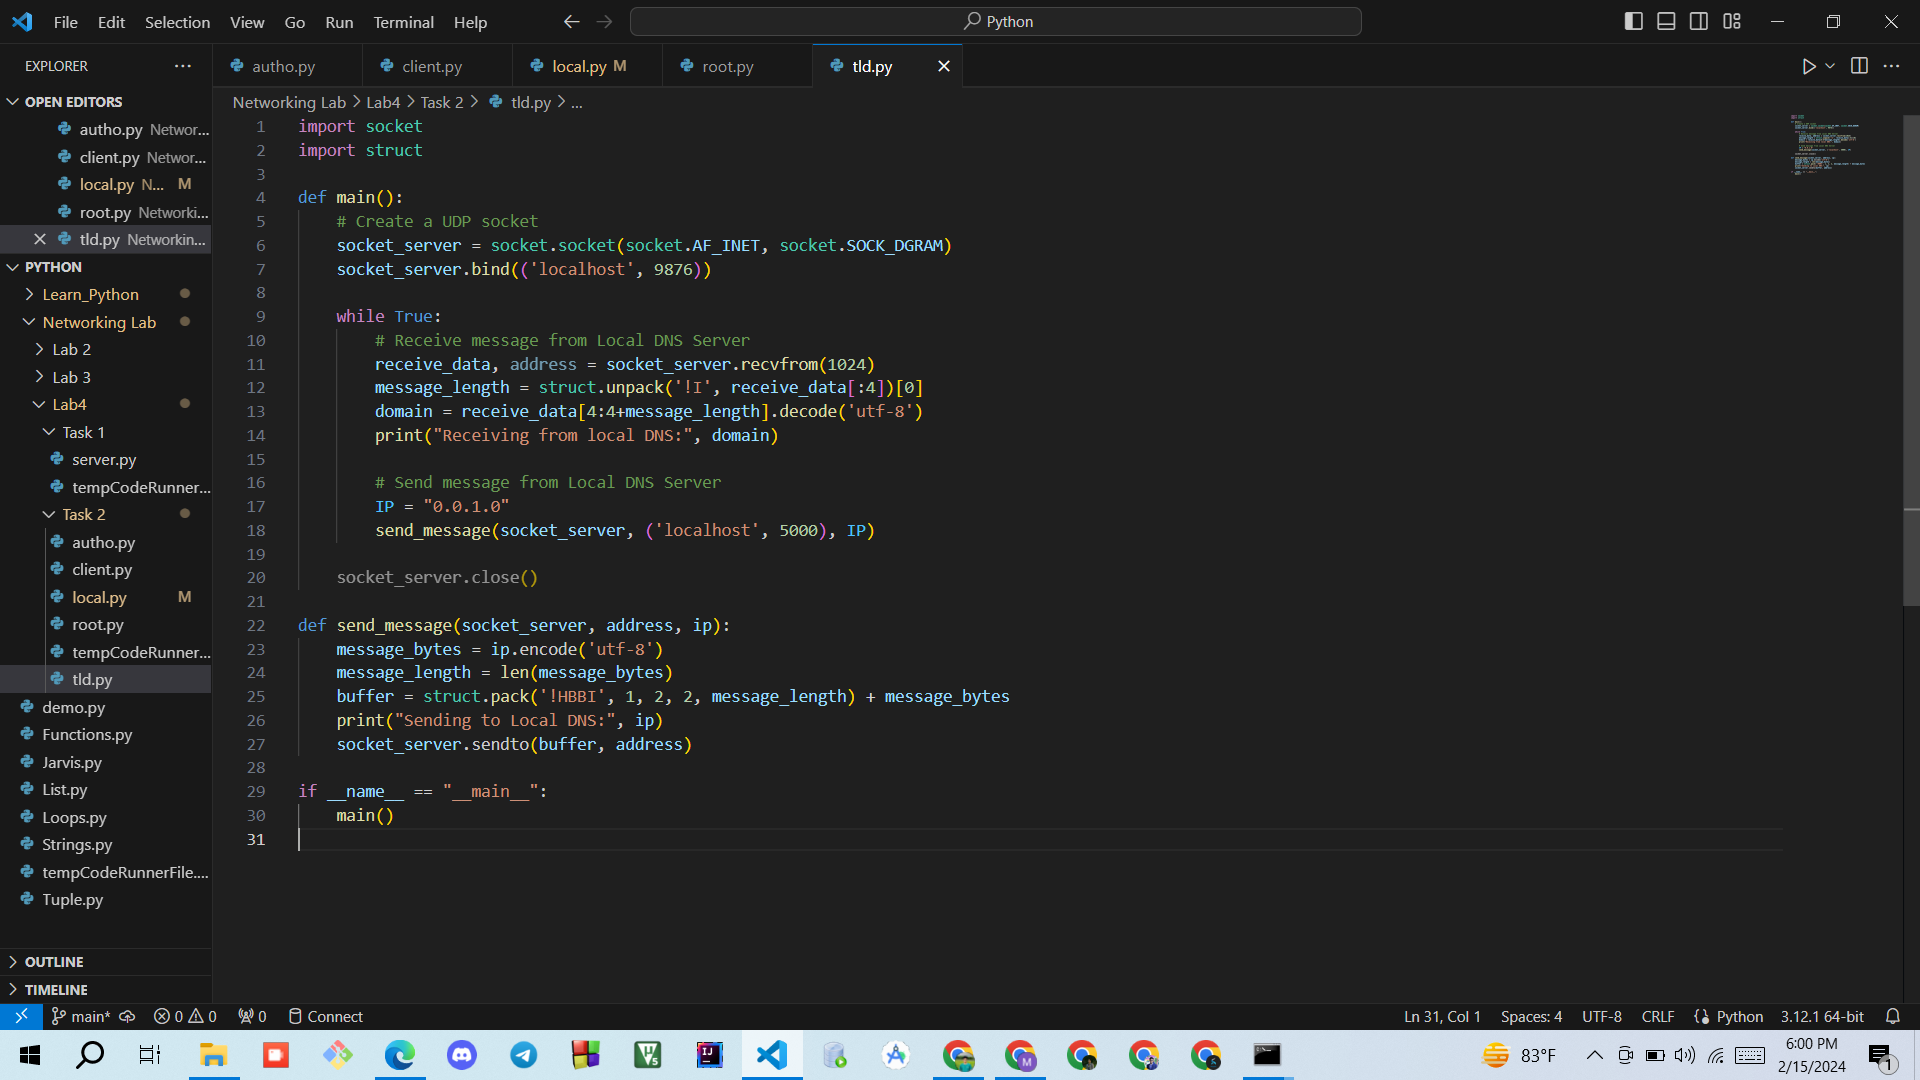 File Edit Selection View Go Run Terminal Help
Python
EXPLORER
OPEN EDITORS
autho.py Networ...
client.py Networ...
local.py N... M
root.py Networki...
tld.py Networkin...
PYTHON
Learn_Python
Networking Lab
Lab 2
Lab 3
Lab4
Task 1
server.py
tempCodeRunner...
Task 2
autho.py
client.py
local.py M
root.py
tempCodeRunner...
tld.py
demo.py
Functions.py
Jarvis.py
List.py
Loops.py
Strings.py
tempCodeRunnerFile....
Tuple.py
OUTLINE
TIMELINE
autho.py client.py local.py M root.py tld.py
Networking Lab > Lab4 > Task 2 > tld.py > ...
1 import socket
2 import struct
3
4 def main():
5 # Create a UDP socket
6 socket_server = socket.socket(socket.AF_INET, socket.SOCK_DGRAM)
7 socket_server.bind(('localhost', 9876))
8
9 while True:
10 # Receive message from Local DNS Server
11 receive_data, address = socket_server.recvfrom(1024)
12 message_length = struct.unpack('!I', receive_data[:4])[0]
13 domain = receive_data[4:4+message_length].decode('utf-8')
14 print("Receiving from local DNS:", domain)
15
16 # Send message from Local DNS Server
17 IP = "0.0.1.0"
18 send_message(socket_server, ('localhost', 5000), IP)
19
20 socket_server.close()
21
22 def send_message(socket_server, address, ip):
23 message_bytes = ip.encode('utf-8')
24 message_length = len(message_bytes)
25 buffer = struct.pack('!HBBI', 1, 2, 2, message_length) + message_bytes
26 print("Sending to Local DNS:", ip)
27 socket_server.sendto(buffer, address)
28
29 if __name__ == "__main__":
30 main()
31
main* 0 0 0 Connect
Ln 31, Col 1 Spaces: 4 UTF-8 CRLF Python 3.12.1 64-bit
83°F
6:00 PM
2/15/2024
1